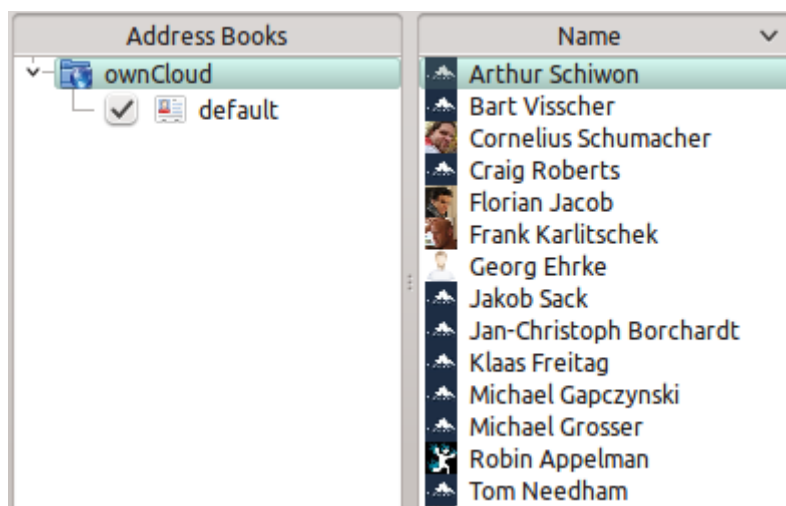 Address Books
ownCloud
default
Name
Arthur Schiwon
Bart Visscher
Cornelius Schumacher
Craig Roberts
Florian Jacob
Frank Karlitschek
Georg Ehrke
Jakob Sack
Jan-Christoph Borchardt
Klaas Freitag
Michael Gapczynski
Michael Grosser
Robin Appelman
Tom Needham